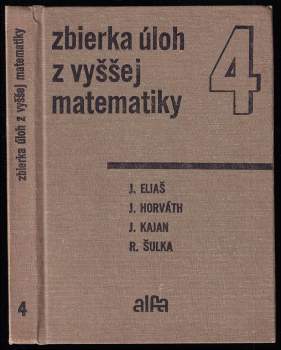 zbierka úloh z vyššej matematiky
4
zbierka úloh
z vyššej
matematiky
4
J. ELIAŠ
J. HORVÁTH
J. KAJAN
R. ŠULKA
alfa